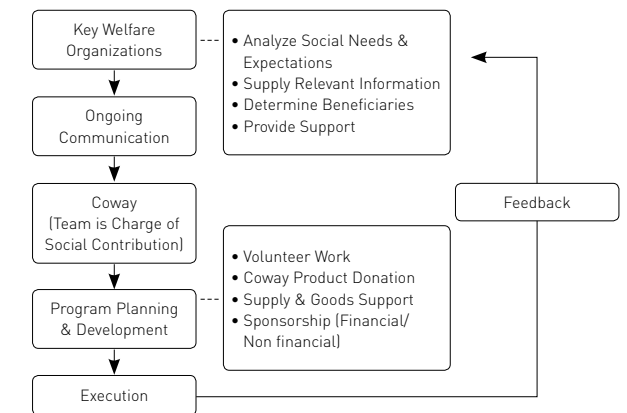 Key Welfare
Organizations
• Analyze Social Needs &
Expectations
• Supply Relevant Information
• Determine Beneficiaries
• Provide Support
Ongoing
Communication
Coway
(Team is Charge of
Social Contribution)
Feedback
• Volunteer Work
• Coway Product Donation
• Supply & Goods Support
• Sponsorship (Financial/
Non financial)
Program Planning
& Development
Execution